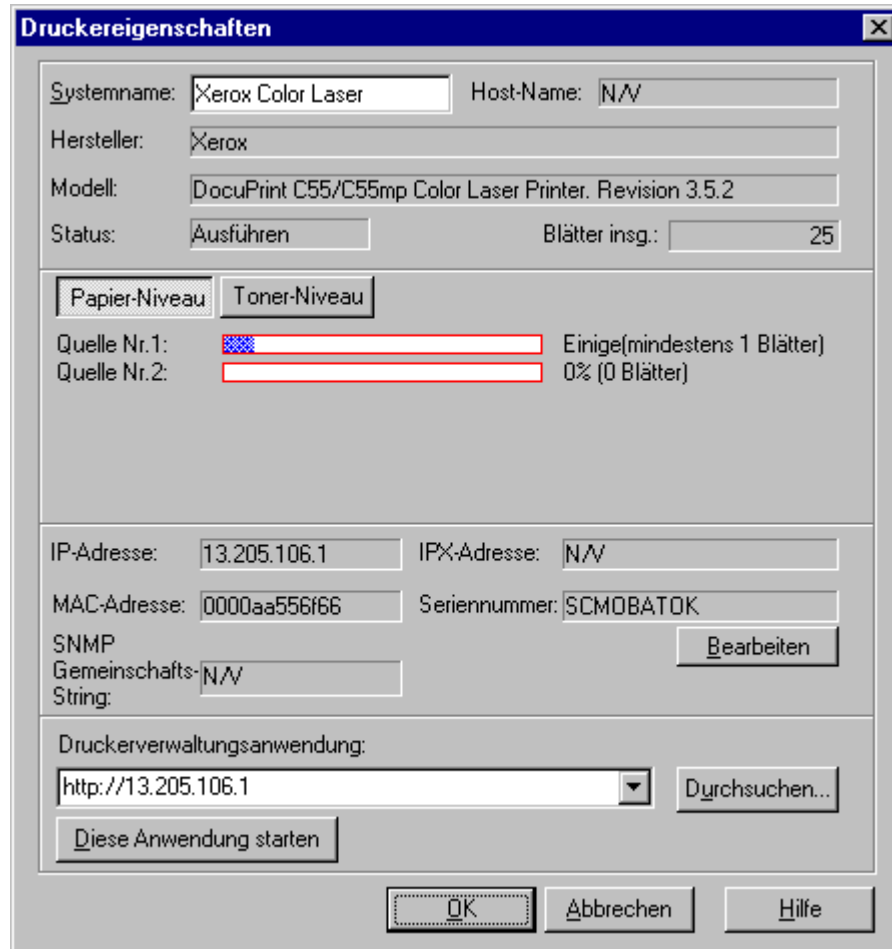 Druckereigenschaften
Systemname: Xerox Color Laser Host-Name: N/V
Hersteller: Xerox
Modell: DocuPrint C55/C55mp Color Laser Printer. Revision 3.5.2
Status: Ausführen Blätter insg.: 25
Papier-Niveau Toner-Niveau
Quelle Nr.1: Einige(mindestens 1 Blätter)
Quelle Nr.2: 0% (0 Blätter)
IP-Adresse: 13.205.106.1 IPX-Adresse: N/V
MAC-Adresse: 0000aa556f66 Seriennummer: SCMOBATOK
SNMP
Gemeinschafts- N/V
String:
Bearbeiten
Druckerverwaltungsanwendung:
http://13.205.106.1 Durchsuchen...
Diese Anwendung starten
OK Abbrechen Hilfe